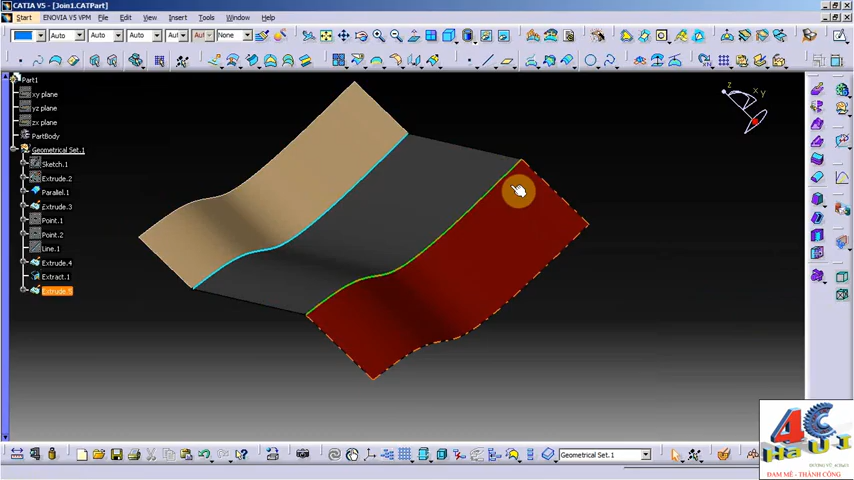 CATIA V5 - [Join1.CATPart]
Start ENOVIA V5 VPM File Edit View Insert Tools Window Help
Auto Auto Auto Aut Aut None
Part1
xy plane
yz plane
zx plane
PartBody
Geometrical Set.1
Sketch.1
Extrude.2
Parallel.1
Extrude.3
Point.1
Point.2
Line.1
Extrude.4
Extract.1
Extrude.5
z x y
Geometrical Set.1
4
HaUI
ĐAM MÊ - THÀNH CÔNG